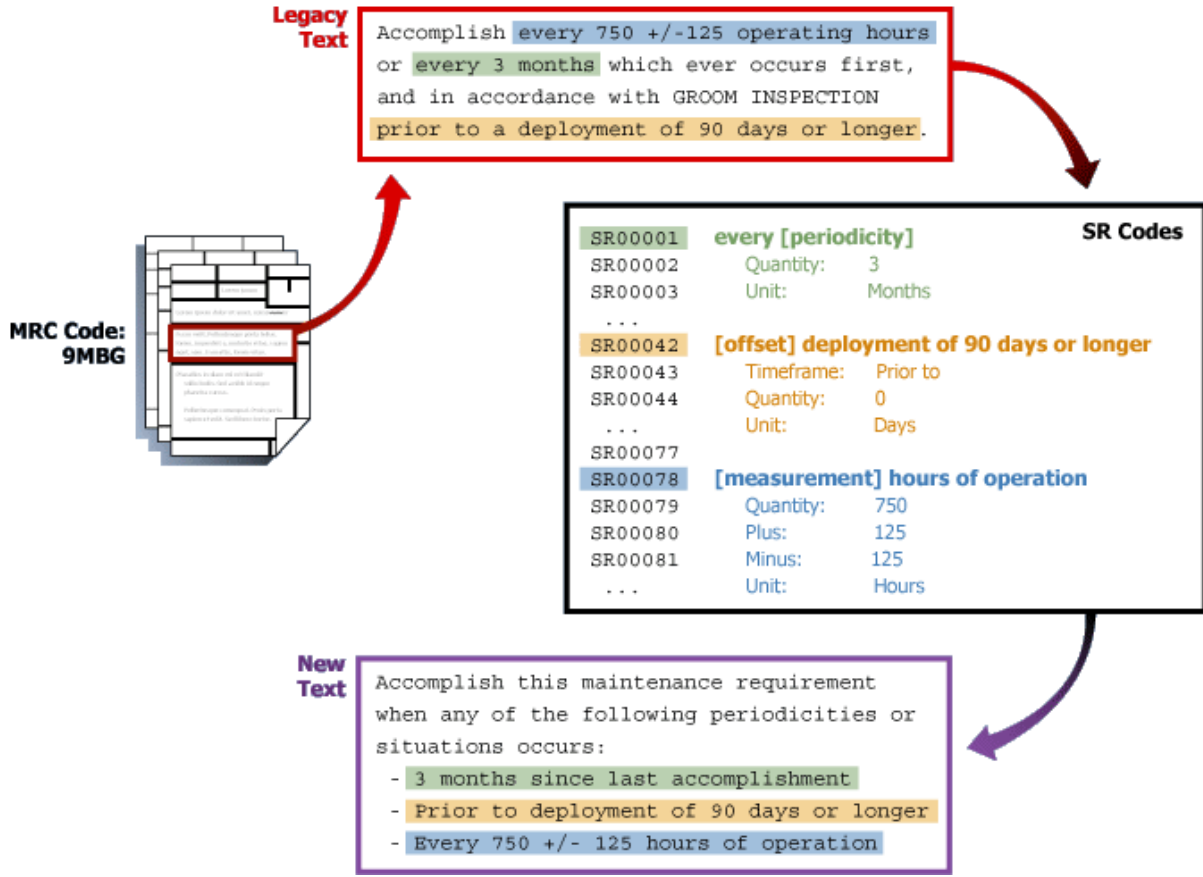 Legacy
Text
Accomplish every 750 +/-125 operating hours
or every 3 months which ever occurs first,
and in accordance with GROOM INSPECTION
prior to a deployment of 90 days or longer.
MRC Code:
9MBG
SR Codes
SR00001 every [periodicity]
SR00002 Quantity: 3
SR00003 Unit: Months
...
SR00042 [offset] deployment of 90 days or longer
SR00043 Timeframe: Prior to
SR00044 Quantity: 0
... Unit: Days
SR00077
SR00078 [measurement] hours of operation
SR00079 Quantity: 750
SR00080 Plus: 125
SR00081 Minus: 125
... Unit: Hours
New
Text
Accomplish this maintenance requirement
when any of the following periodicities or
situations occurs:
- 3 months since last accomplishment
- Prior to deployment of 90 days or longer
- Every 750 +/- 125 hours of operation